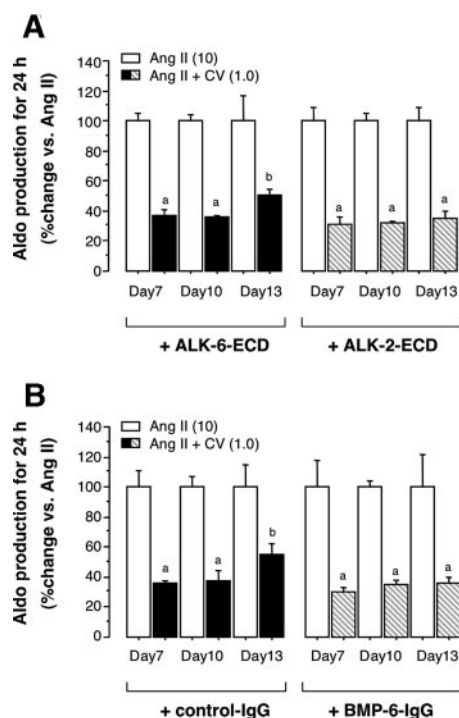 A
Aldo production for 24 h
(%change vs. Ang II)
140
120
100
80
60
40
20
0
Ang II (10)
Ang II + CV (1.0)
a
a
b
a
a
a
Day7 Day10 Day13 Day7 Day10 Day13
+ ALK-6-ECD + ALK-2-ECD
B
Aldo production for 24 h
(%change vs. Ang II)
140
120
100
80
60
40
20
0
Ang II (10)
Ang II + CV (1.0)
a
a
b
a
a
a
Day7 Day10 Day13 Day7 Day10 Day13
+ control-IgG + BMP-6-IgG